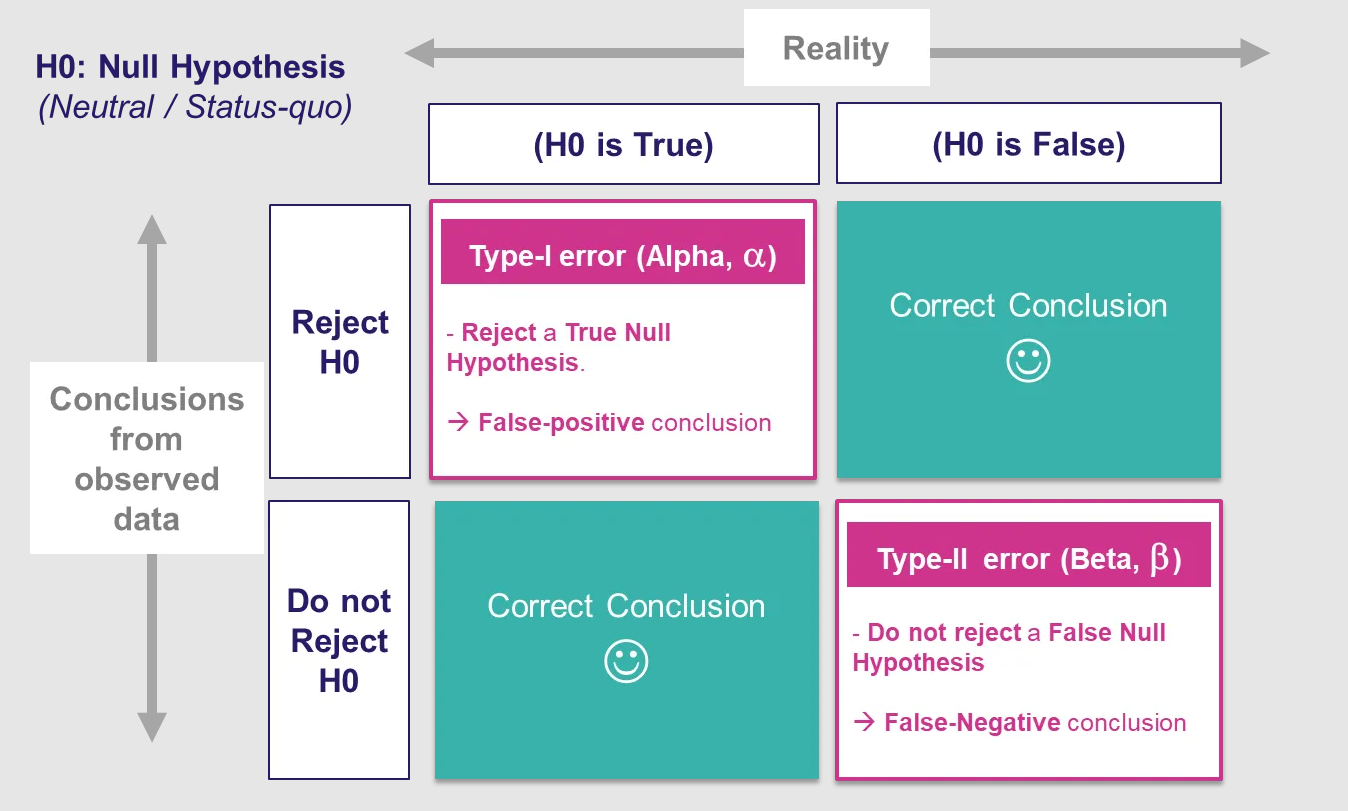 H0: Null Hypothesis
(Neutral / Status-quo)
Reality
(H0 is True)
(H0 is False)
Conclusions
from
observed
data
Reject
H0
Type-I error (Alpha, α)
- Reject a True Null
Hypothesis.
→ False-positive conclusion
Correct Conclusion
Do not
Reject
H0
Correct Conclusion
Type-II error (Beta, β)
- Do not reject a False Null
Hypothesis
→ False-Negative conclusion